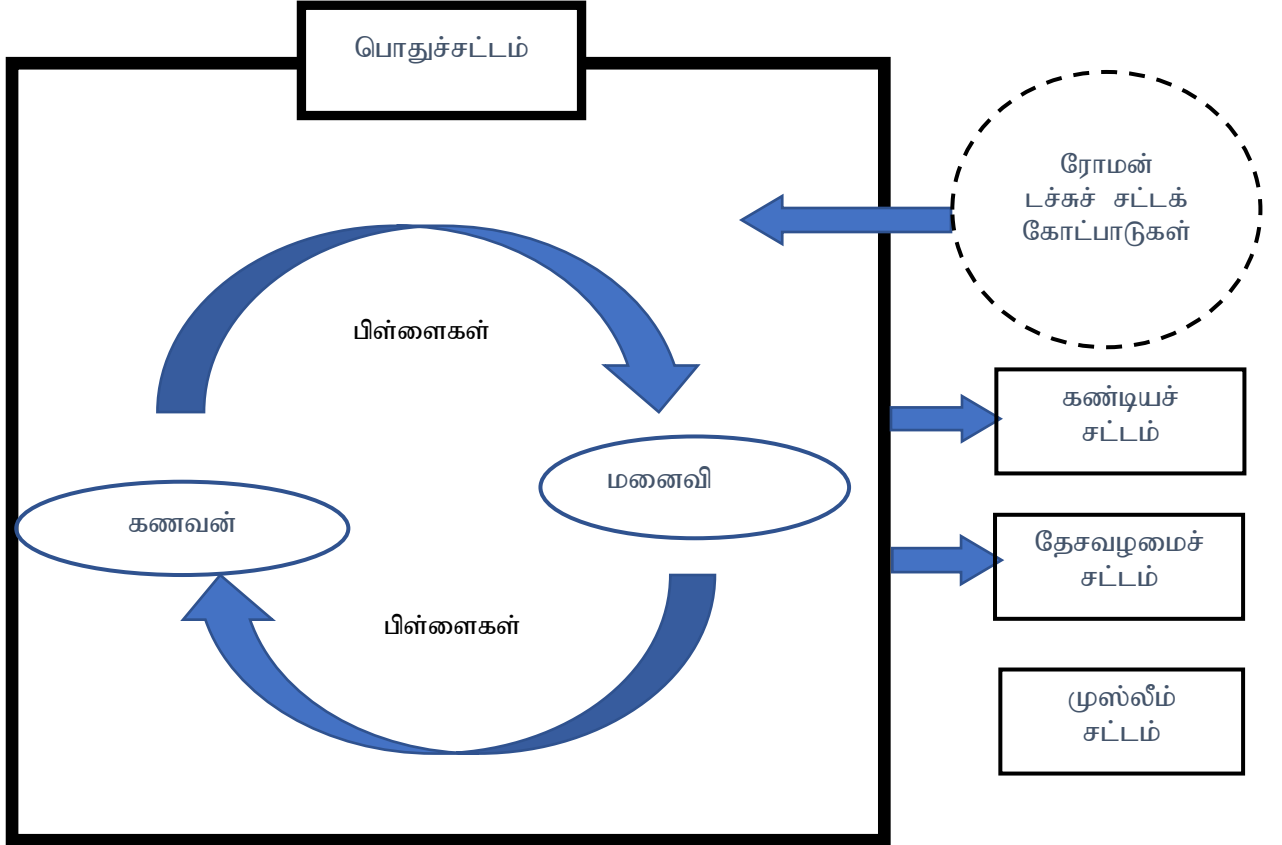 பொதுச்சட்டம்
ரோமன்
டச்சுச் சட்டக்
கோட்பாடுகள்
பிள்ளைகள்
கண்டியச்
சட்டம்
மனைவி
கணவன்
தேசவழமைச்
சட்டம்
பிள்ளைகள்
முஸ்லீம்
சட்டம்